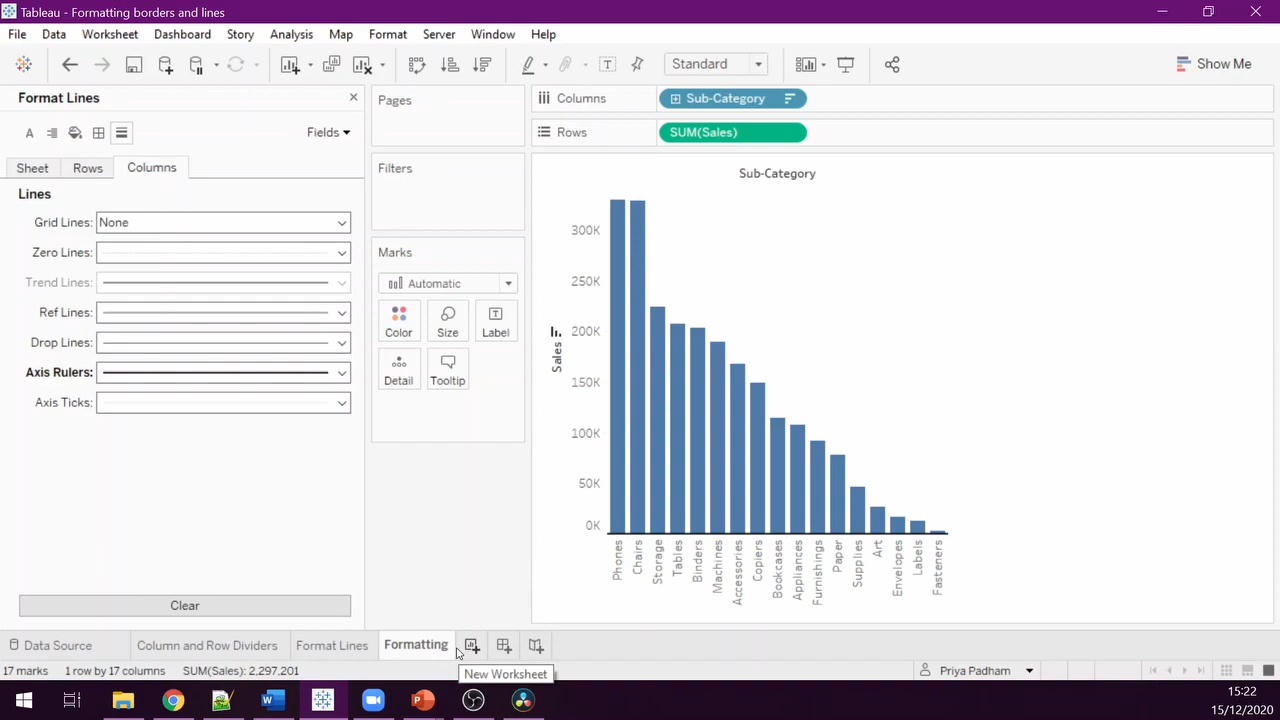 Tableau - Formatting borders and lines
File Data Worksheet Dashboard Story Analysis Map Format Server Window Help
Standard
Show Me
Format Lines
Fields
Sheet Rows Columns
Lines
Grid Lines: None
Zero Lines:
Trend Lines:
Ref Lines:
Drop Lines:
Axis Rulers:
Axis Ticks:
Clear
Pages
Filters
Marks
Automatic
Color Size Label
Detail Tooltip
Columns Sub-Category
Rows SUM(Sales)
Sub-Category
300K
250K
200K
150K
100K
50K
0K
Sales
Phones
Chairs
Storage
Tables
Binders
Machines
Accessories
Copiers
Bookcases
Appliances
Furnishings
Paper
Supplies
Art
Envelopes
Labels
Fasteners
Data Source Column and Row Dividers Format Lines Formatting
New Worksheet
17 marks 1 row by 17 columns SUM(Sales): 2,297,201 Priya Padham
15:22
15/12/2020